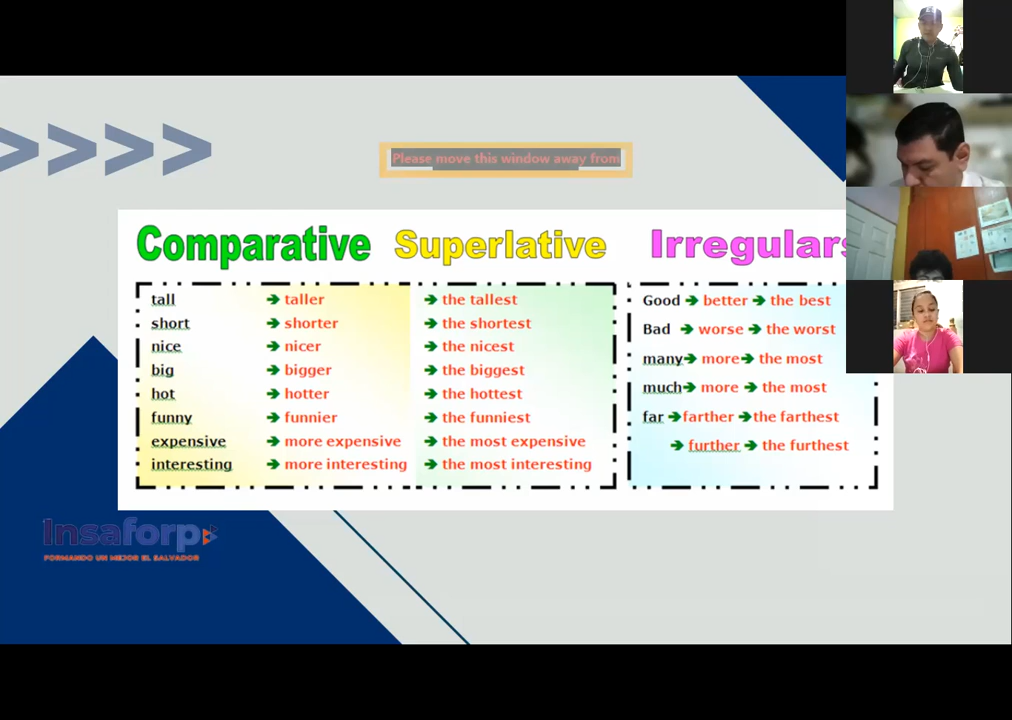 >>>>
Please move this window away from
Comparative Superlative Irregulars
tall ➔ taller ➔ the tallest
short ➔ shorter ➔ the shortest
nice ➔ nicer ➔ the nicest
big ➔ bigger ➔ the biggest
hot ➔ hotter ➔ the hottest
funny ➔ funnier ➔ the funniest
expensive ➔ more expensive ➔ the most expensive
interesting ➔ more interesting ➔ the most interesting
Good ➔ better ➔ the best
Bad ➔ worse ➔ the worst
many ➔ more ➔ the most
much ➔ more ➔ the most
far ➔ farther ➔ the farthest
➔ further ➔ the furthest
Insaforp
FORMANDO UN MEJOR EL SALVADOR